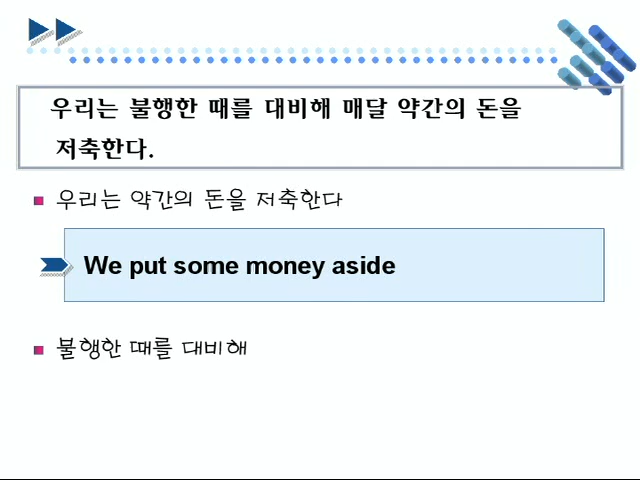 우리는 불행한 때를 대비해 매달 약간의 돈을
저축한다.
우리는 약간의 돈을 저축한다
We put some money aside
불행한 때를 대비해